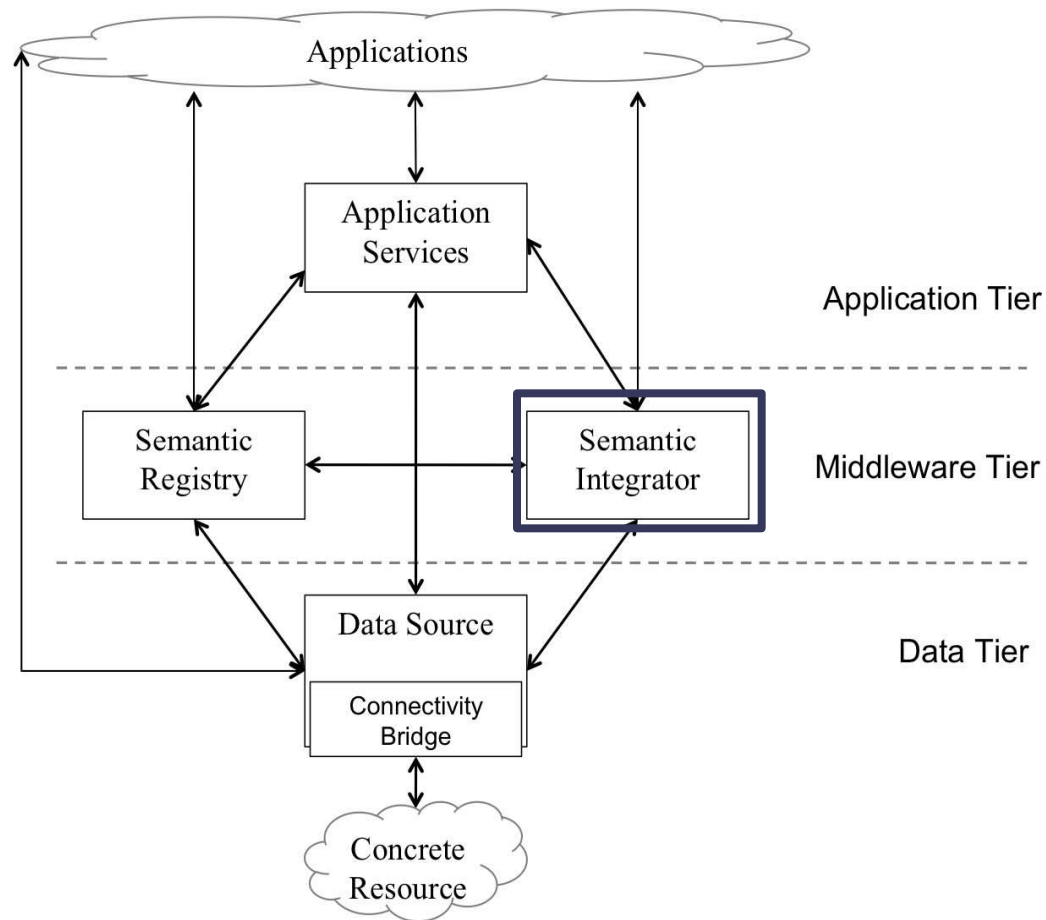 Applications
Application
Services
Application Tier
Semantic
Registry
Semantic
Integrator
Middleware Tier
Data Source
Data Tier
Connectivity
Bridge
Concrete
Resource